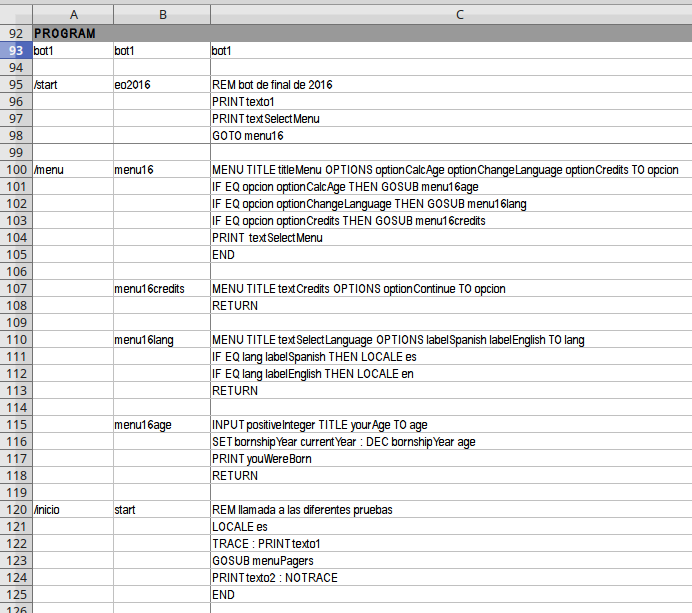 A B C
92 PROGRAM
93 bot1 bot1 bot1
94
95 /start eo2016 REM bot de final de 2016
96 PRINT texto1
97 PRINT textSelectMenu
98 GOTO menu16
99
100 /menu menu16 MENU TITLE titleMenu OPTIONS optionCalcAge optionChangeLanguage optionCredits TO opcion
101 IF EQ opcion optionCalcAge THEN GOSUB menu16age
102 IF EQ opcion optionChangeLanguage THEN GOSUB menu16lang
103 IF EQ opcion optionCredits THEN GOSUB menu16credits
104 PRINT textSelectMenu
105 END
106
107 menu16credits MENU TITLE textCredits OPTIONS optionContinue TO opcion
108 RETURN
109
110 menu16lang MENU TITLE textSelectLanguage OPTIONS labelSpanish labelEnglish TO lang
111 IF EQ lang labelSpanish THEN LOCALE es
112 IF EQ lang labelEnglish THEN LOCALE en
113 RETURN
114
115 menu16age INPUT positiveInteger TITLE yourAge TO age
116 SET bornshipYear currentYear : DEC bornshipYear age
117 PRINT youWereBorn
118 RETURN
119
120 /inicio start REM llamada a las diferentes pruebas
121 LOCALE es
122 TRACE : PRINT texto1
123 GOSUB menuPagers
124 PRINT texto2 : NOTRACE
125 END
126